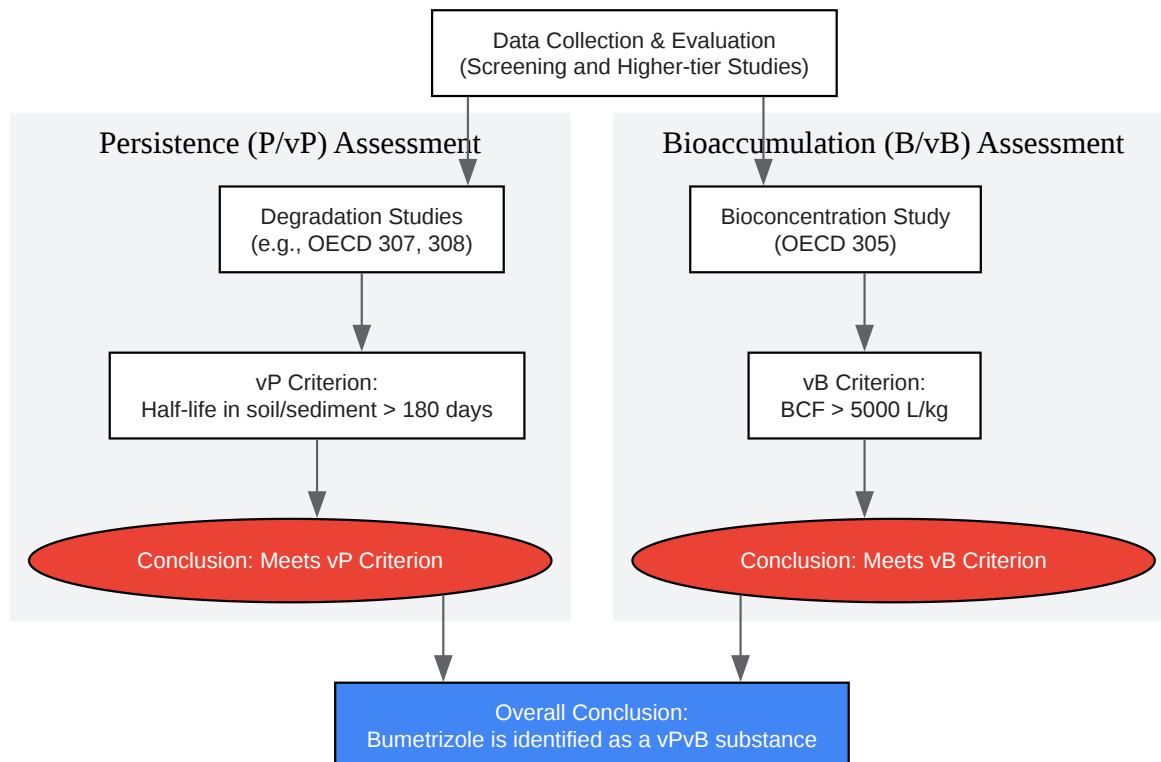 Data Collection & Evaluation
(Screening and Higher-tier Studies)
Persistence (P/vP) Assessment
Degradation Studies
(e.g., OECD 307, 308)
vP Criterion:
Half-life in soil/sediment > 180 days
Conclusion: Meets vP Criterion
Bioaccumulation (B/vB) Assessment
Bioconcentration Study
(OECD 305)
vB Criterion:
BCF > 5000 L/kg
Conclusion: Meets vB Criterion
Overall Conclusion:
Bumetrizole is identified as a vPvB substance